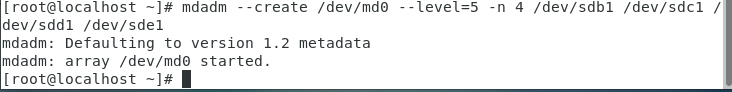 [root@localhost ~]# mdadm --create /dev/md0 --level=5 -n 4 /dev/sdb1 /dev/sdc1 /
dev/sdd1 /dev/sde1
mdadm: Defaulting to version 1.2 metadata
mdadm: array /dev/md0 started.
[root@localhost ~]#